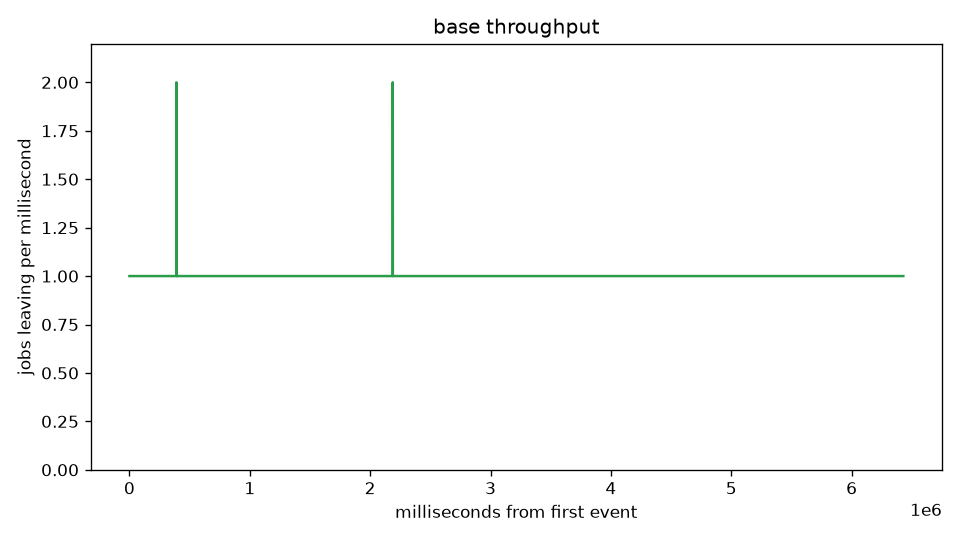 base throughput
jobs leaving per millisecond
2.00
1.75
1.50
1.25
1.00
0.75
0.50
0.25
0.00
0 1 2 3 4 5 6
1e6
milliseconds from first event